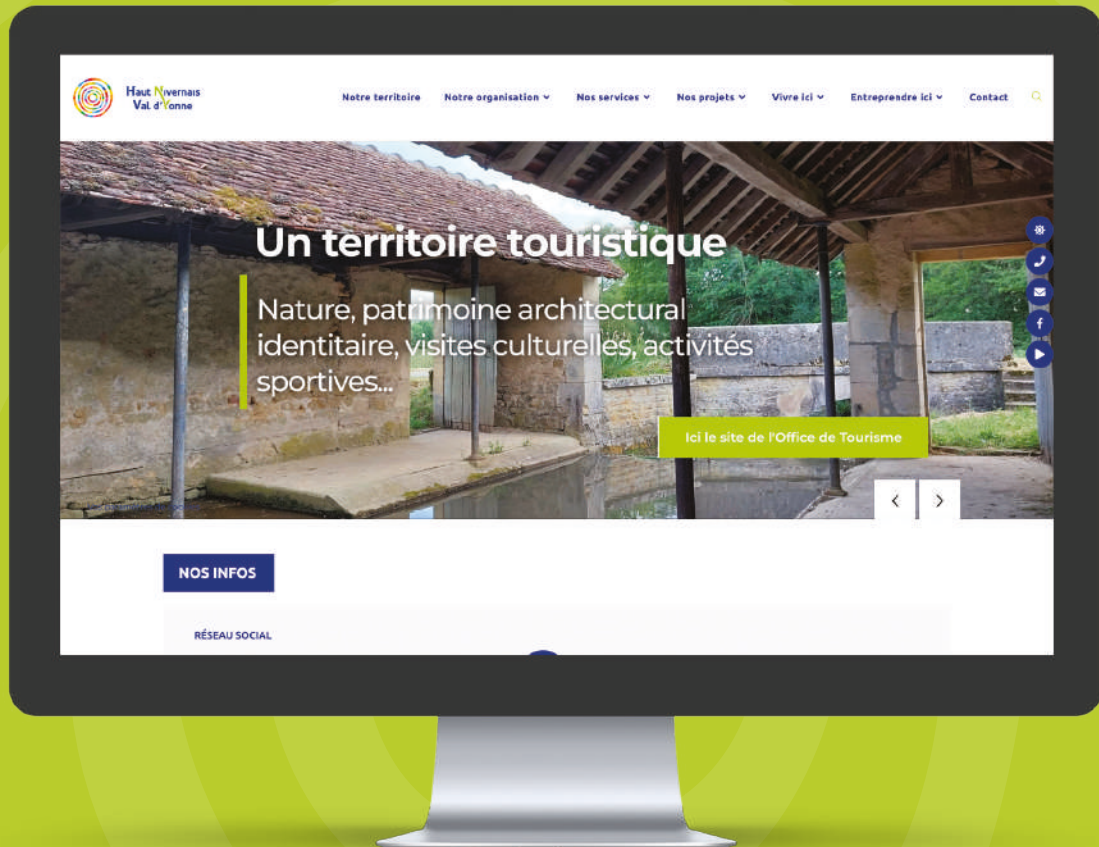 Haut Nivernais
Val d'Yonne
Notre territoire Notre organisation Nos services Nos projets Vivre ici Entreprendre ici Contact
Un territoire touristique
Nature, patrimoine architectural
identitaire, visites culturelles, activités
sportives...
Ici le site de l'Office de Tourisme
NOS INFOS
RÉSEAU SOCIAL